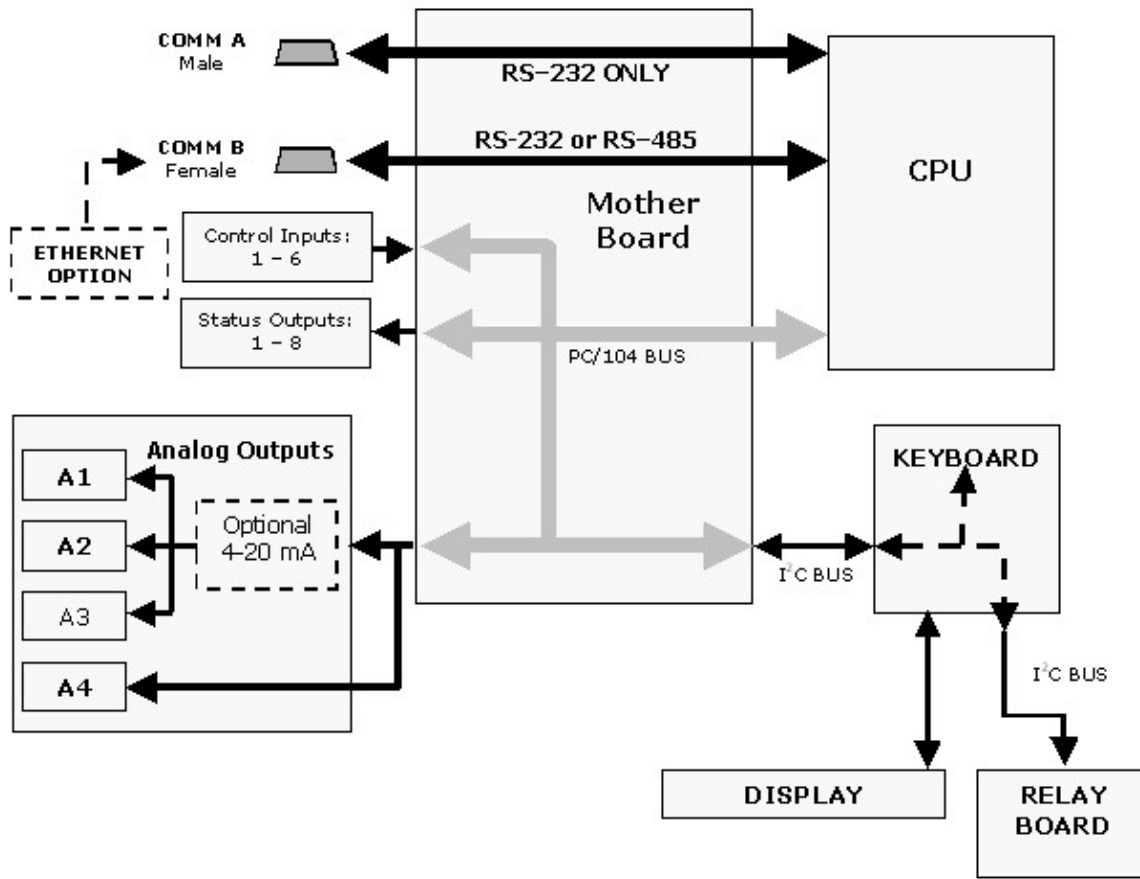 COMM A
Male
RS-232 ONLY
COMM B
Female
RS-232 or RS-485
CPU
Mother
Board
ETHERNET
OPTION
Control Inputs:
1 – 6
Status Outputs:
1 – 8
PC/104 BUS
Analog Outputs
A1
A2
A3
A4
Optional
4-20 mA
I²C BUS
KEYBOARD
I²C BUS
DISPLAY
RELAY
BOARD